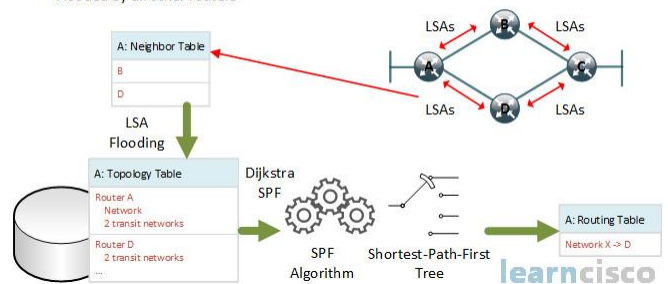 LSAs
B
LSAs
A: Neighbor Table
B
D
A
C
LSAs
D
LSAs
LSA
Flooding
A: Topology Table
Router A
Network
2 transit networks
Router D
2 transit networks
...
Dijkstra
SPF
SPF
Algorithm
Shortest-Path-First
Tree
A: Routing Table
Network X -> D
learncisco